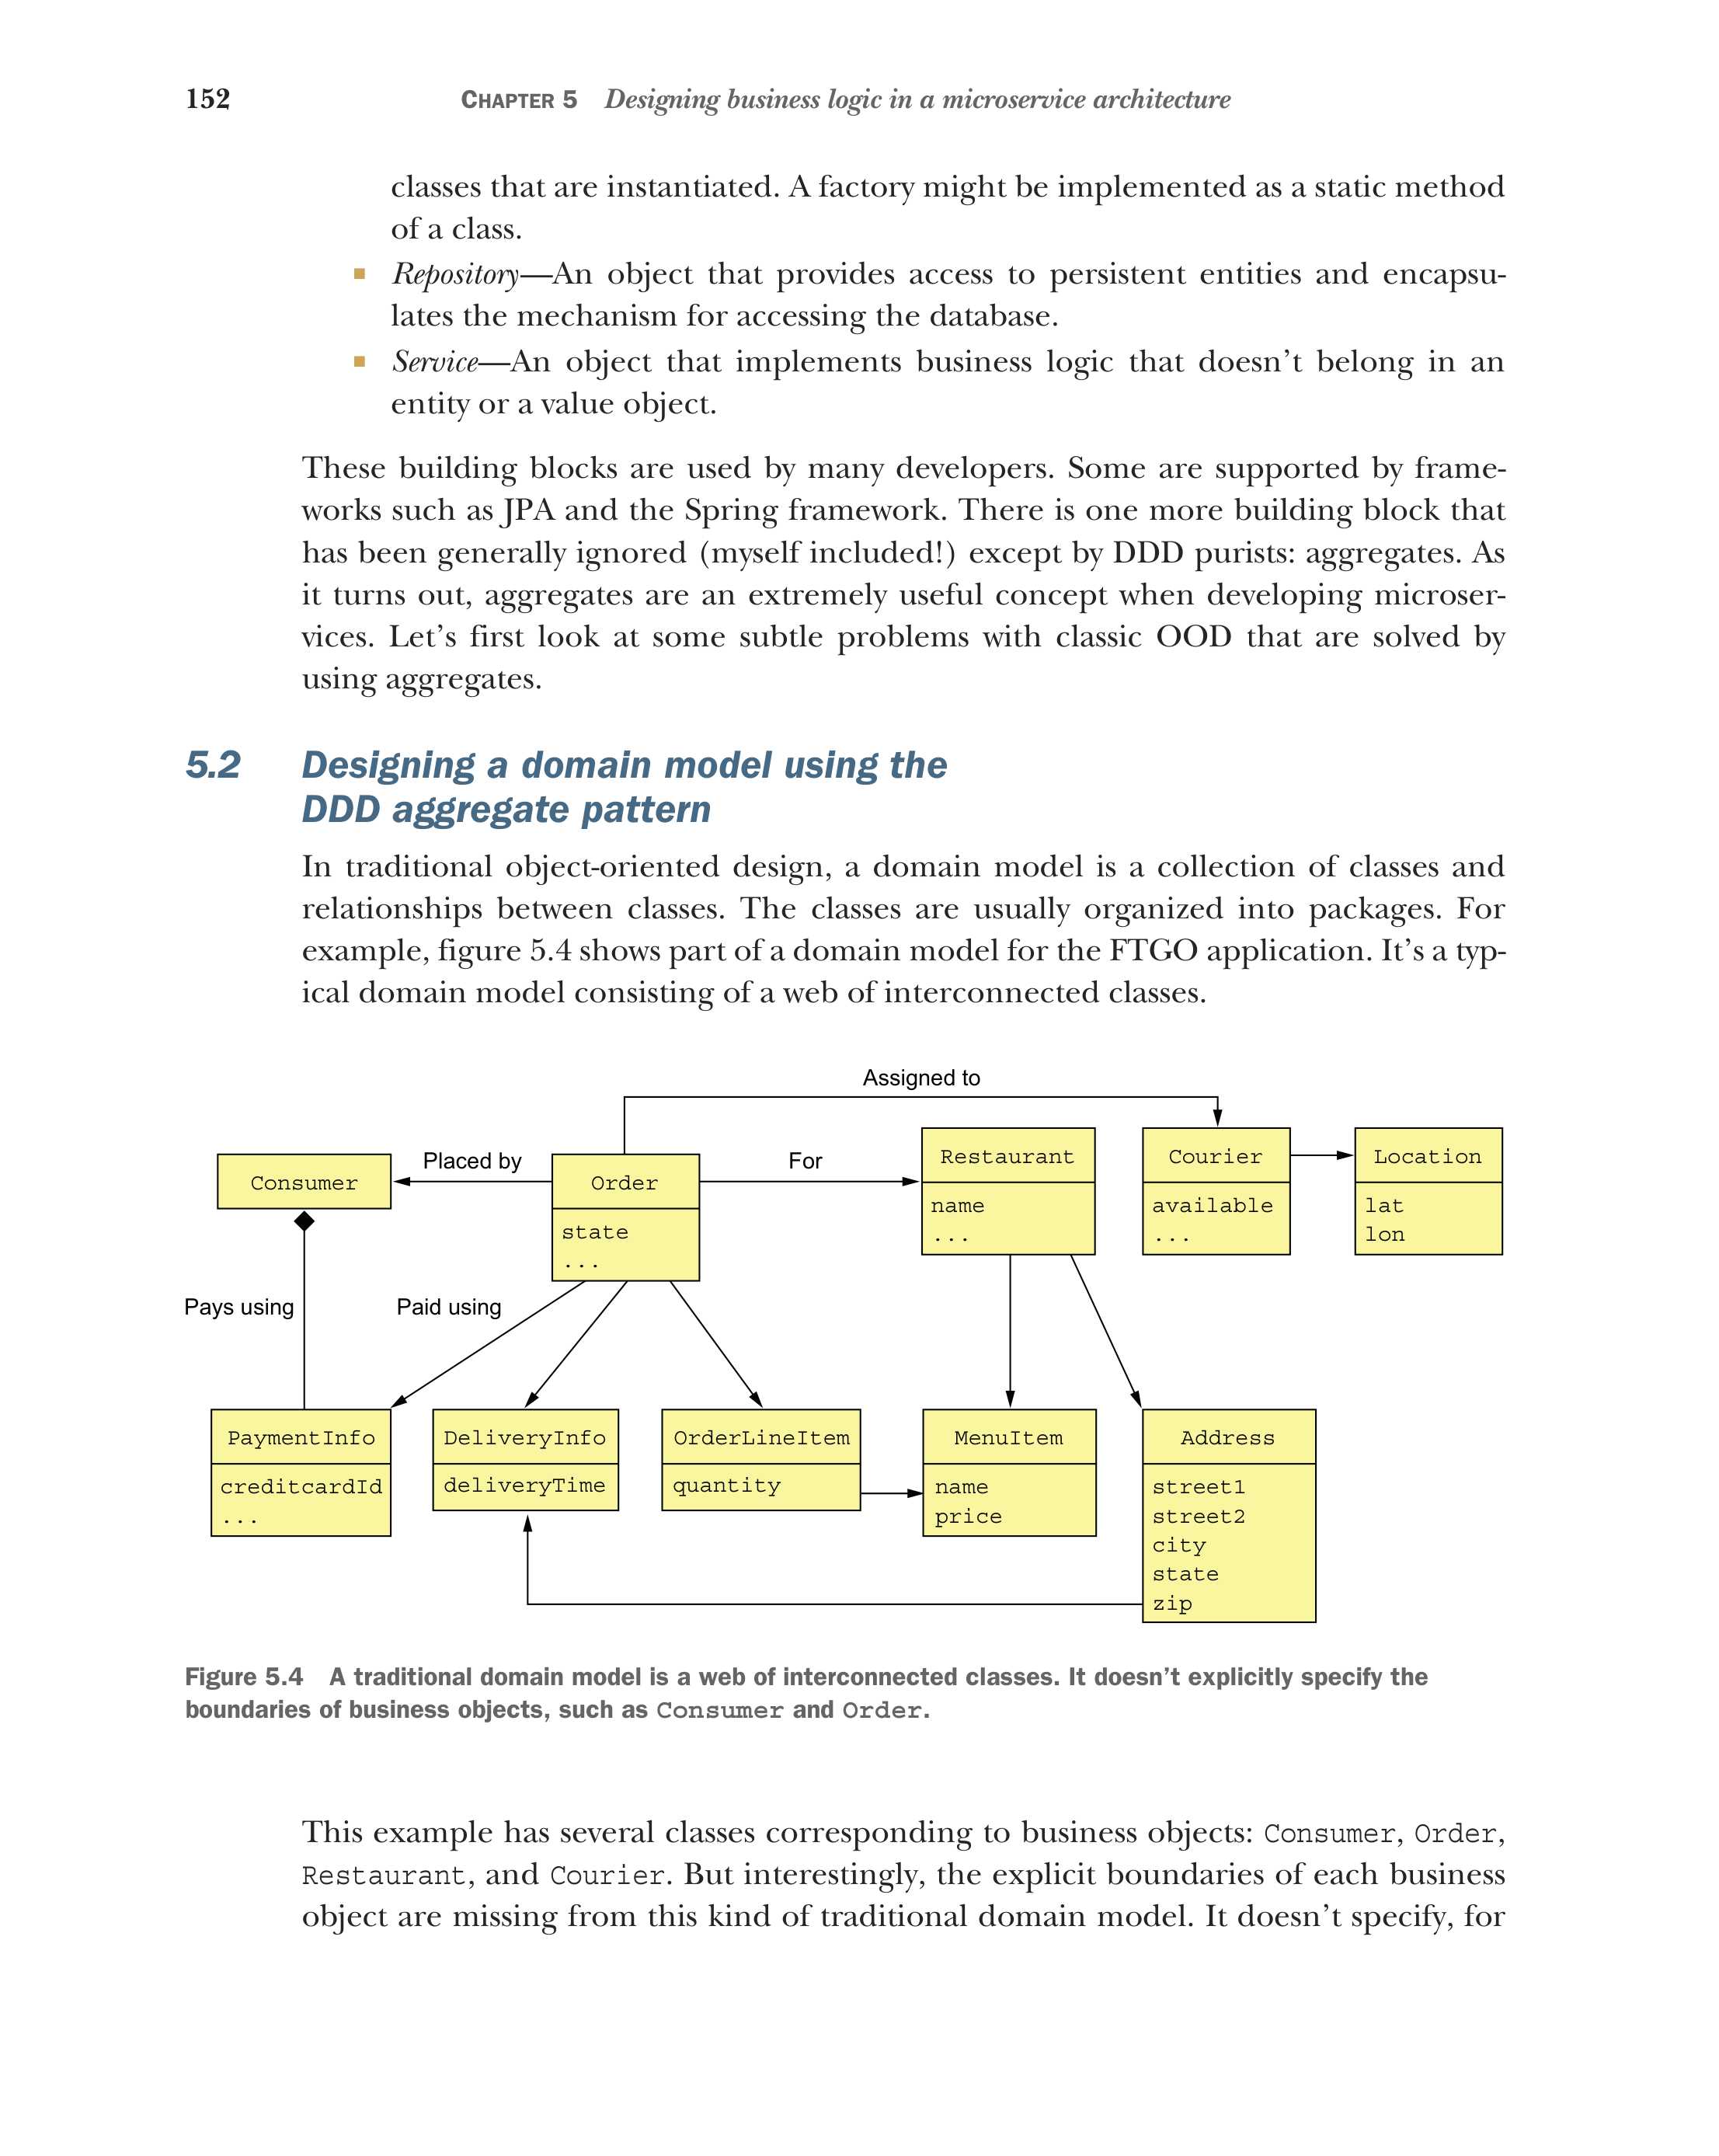 152
CHAPTER 5 Designing business logic in a microservice architecture
classes that are instantiated. A factory might be implemented as a static method
of a class.
■ Repository—An object that provides access to persistent entities and encapsu-
lates the mechanism for accessing the database.
■ Service—An object that implements business logic that doesn’t belong in an
entity or a value object.
These building blocks are used by many developers. Some are supported by frame-
works such as JPA and the Spring framework. There is one more building block that
has been generally ignored (myself included!) except by DDD purists: aggregates. As
it turns out, aggregates are an extremely useful concept when developing microser-
vices. Let’s first look at some subtle problems with classic OOD that are solved by
using aggregates.
5.2 Designing a domain model using the
DDD aggregate pattern
In traditional object-oriented design, a domain model is a collection of classes and
relationships between classes. The classes are usually organized into packages. For
example, figure 5.4 shows part of a domain model for the FTGO application. It’s a typ-
ical domain model consisting of a web of interconnected classes.
Assigned to
Consumer
Placed by
Order
state
...
For
Restaurant
name
...
Courier
available
...
Location
lat
lon
Pays using
Paid using
PaymentInfo
creditcardId
...
DeliveryInfo
deliveryTime
OrderLineItem
quantity
MenuItem
name
price
Address
street1
street2
city
state
zip
Figure 5.4 A traditional domain model is a web of interconnected classes. It doesn’t explicitly specify the
boundaries of business objects, such as Consumer and Order.
This example has several classes corresponding to business objects: Consumer, Order,
Restaurant, and Courier. But interestingly, the explicit boundaries of each business
object are missing from this kind of traditional domain model. It doesn’t specify, for